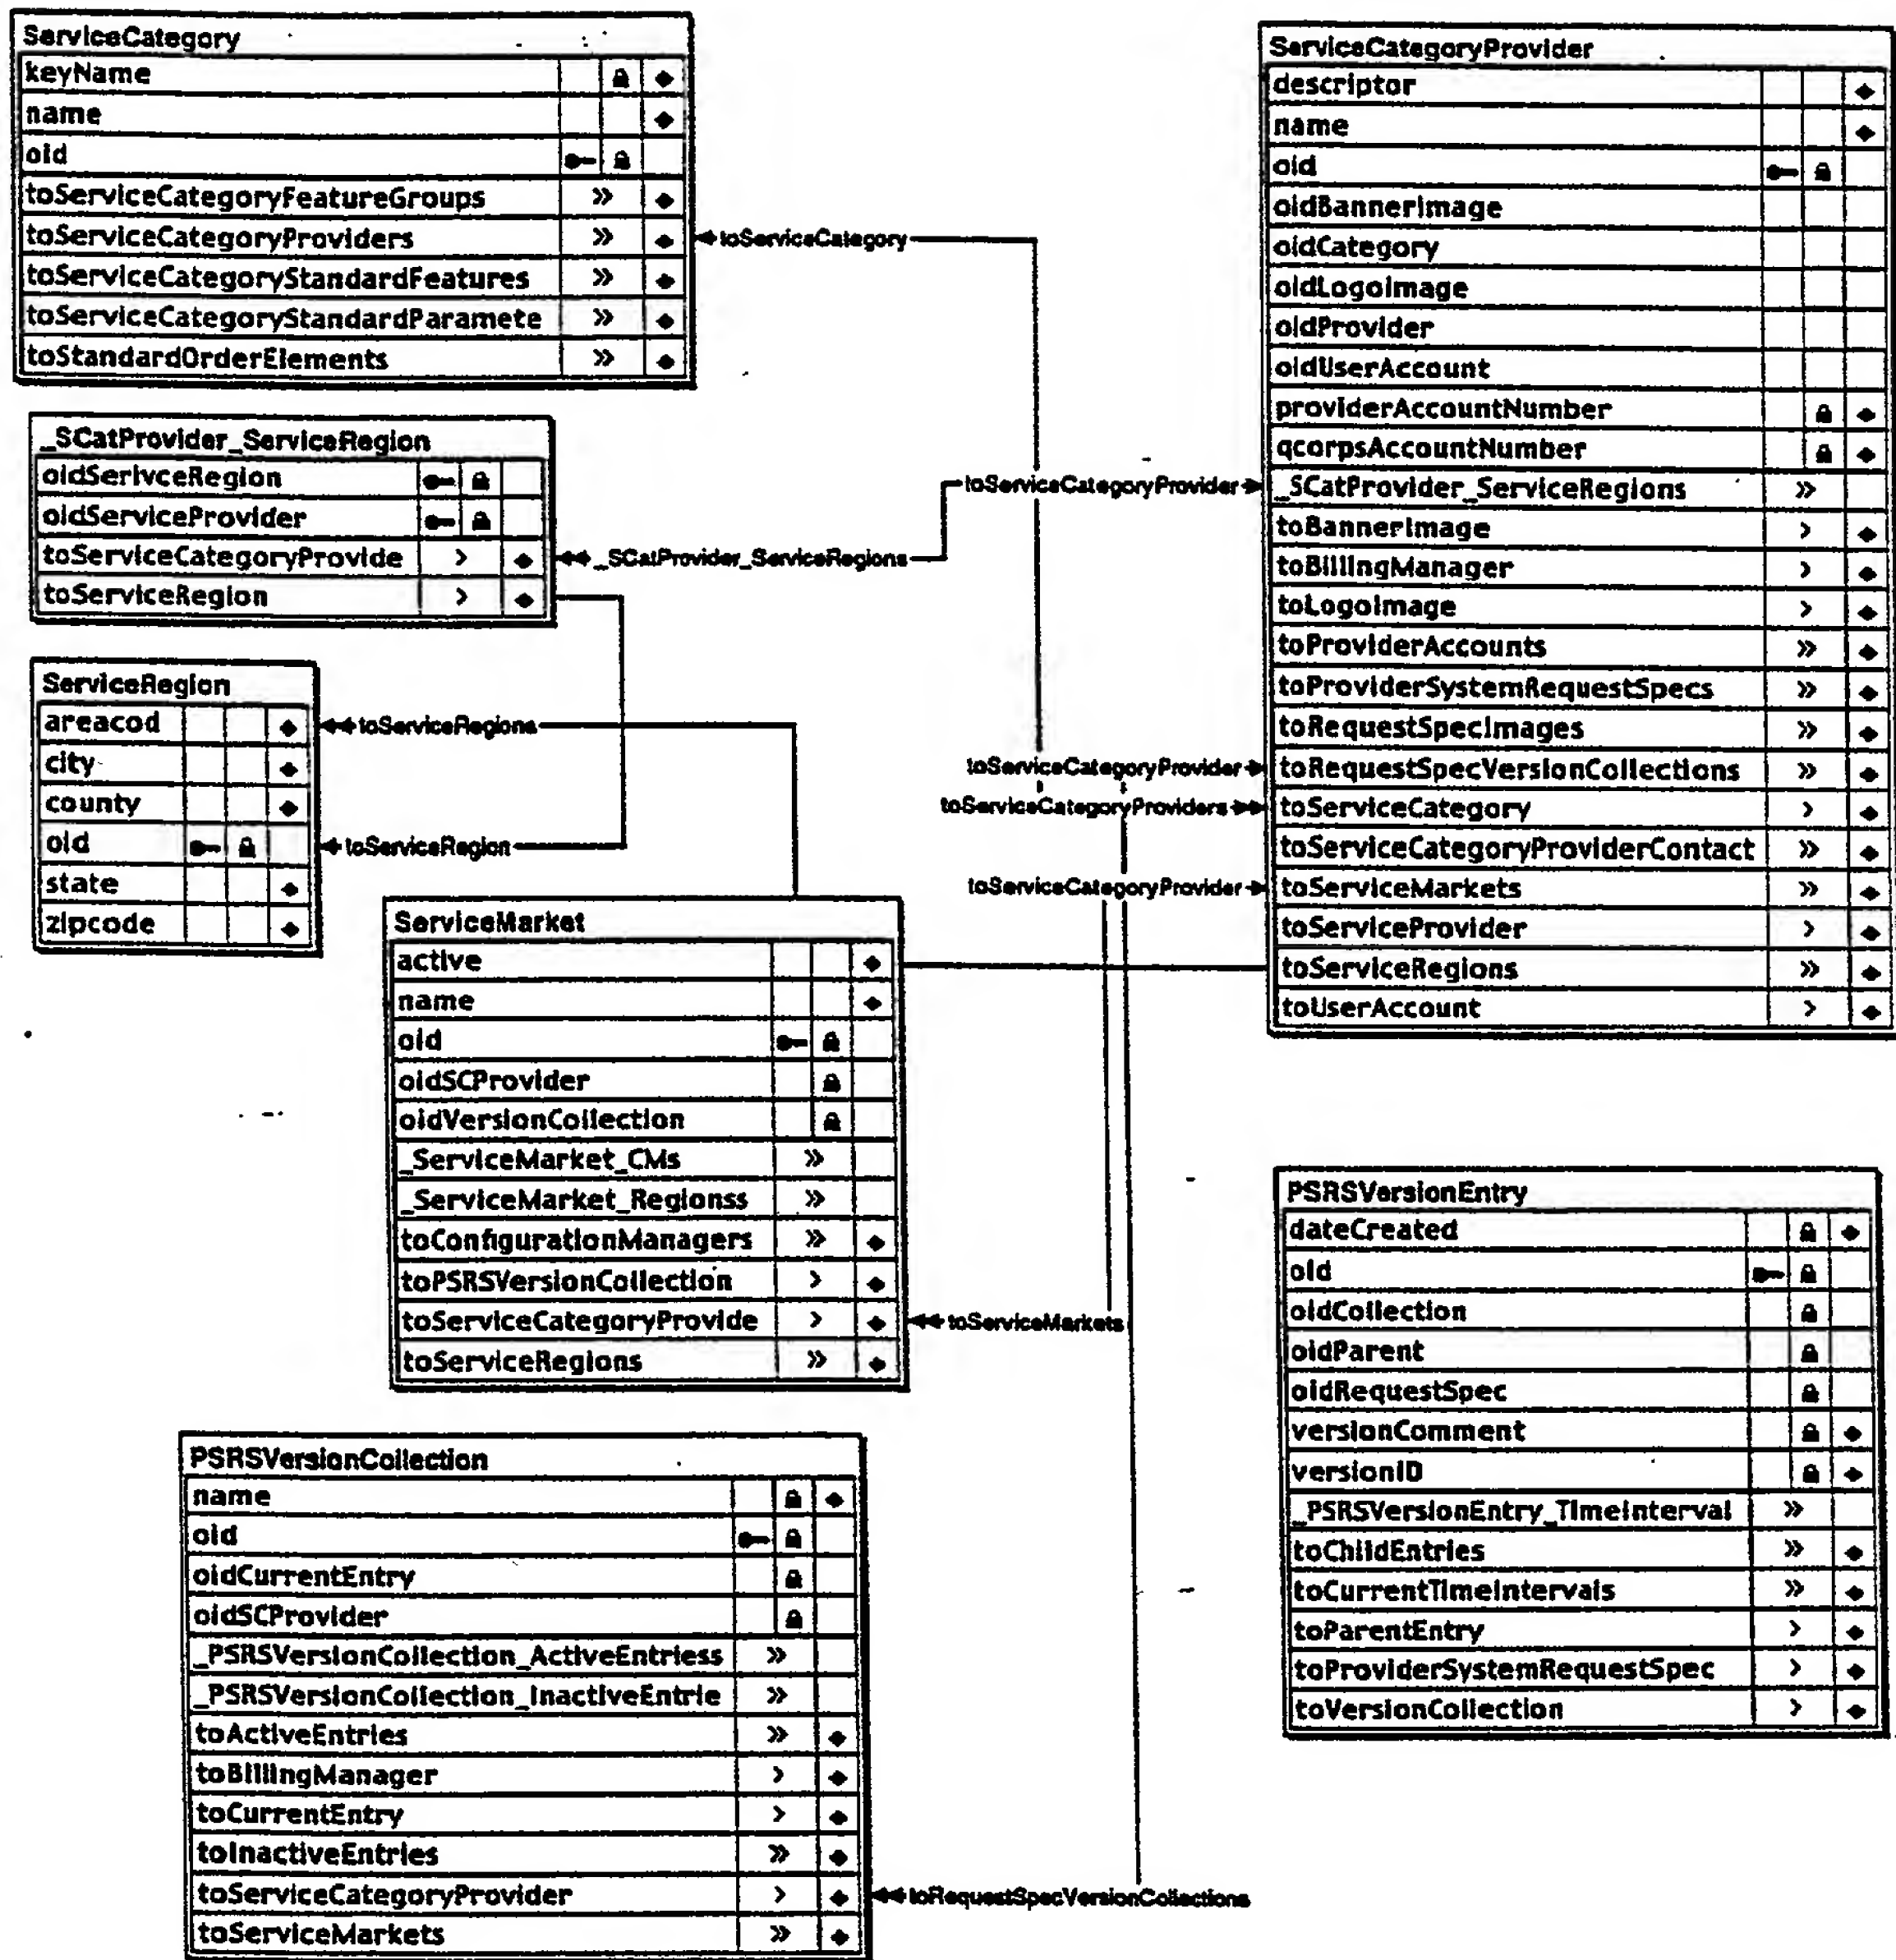 ServiceCategory
keyName
name
oid
toServiceCategoryFeatureGroups
toServiceCategoryProviders
toServiceCategoryStandardFeatures
toServiceCategoryStandardParamete
toStandardOrderElements
toServiceCategory
ServiceCategoryProvider
descriptor
name
oid
oidBannerImage
oidCategory
oidLogoImage
oidProvider
oidUserAccount
providerAccountNumber
qcorpsAccountNumber
_SCatProvider_ServiceRegions
toBannerImage
toBillingManager
toLogoImage
toProviderAccounts
toProviderSystemRequestSpecs
toRequestSpecImages
toRequestSpecVersionCollections
toServiceCategory
toServiceCategoryProviderContact
toServiceMarkets
toServiceProvider
toServiceRegions
toUserAccount
_SCatProvider_ServiceRegion
oidSerivceRegion
oidServiceProvider
toServiceCategoryProvide
toServiceRegion
toServiceCategoryProvider
_SCatProvider_ServiceRegions
ServiceRegion
areacod
city
county
oid
state
zipcode
toServiceRegions
toServiceRegion
toServiceCategoryProvider
toServiceCategoryProviders
toServiceCategoryProvider
ServiceMarket
active
name
oid
oidSCProvider
oidVersionCollection
_ServiceMarket_CMs
_ServiceMarket_Regionss
toConfigurationManagers
toPSRSVersionCollection
toServiceCategoryProvide
toServiceRegions
toServiceMarkets
PSRSVersionEntry
dateCreated
oid
oidCollection
oidParent
oidRequestSpec
versionComment
versionID
_PSRSVersionEntry_TimeInterval
toChildEntries
toCurrentTimeIntervals
toParentEntry
toProviderSystemRequestSpec
toVersionCollection
PSRSVersionCollection
name
oid
oidCurrentEntry
oidSCProvider
_PSRSVersionCollection_ActiveEntriess
_PSRSVersionCollection_InactiveEntrie
toActiveEntries
toBillingManager
toCurrentEntry
toInactiveEntries
toServiceCategoryProvider
toServiceMarkets
toRequestSpecVersionCollections